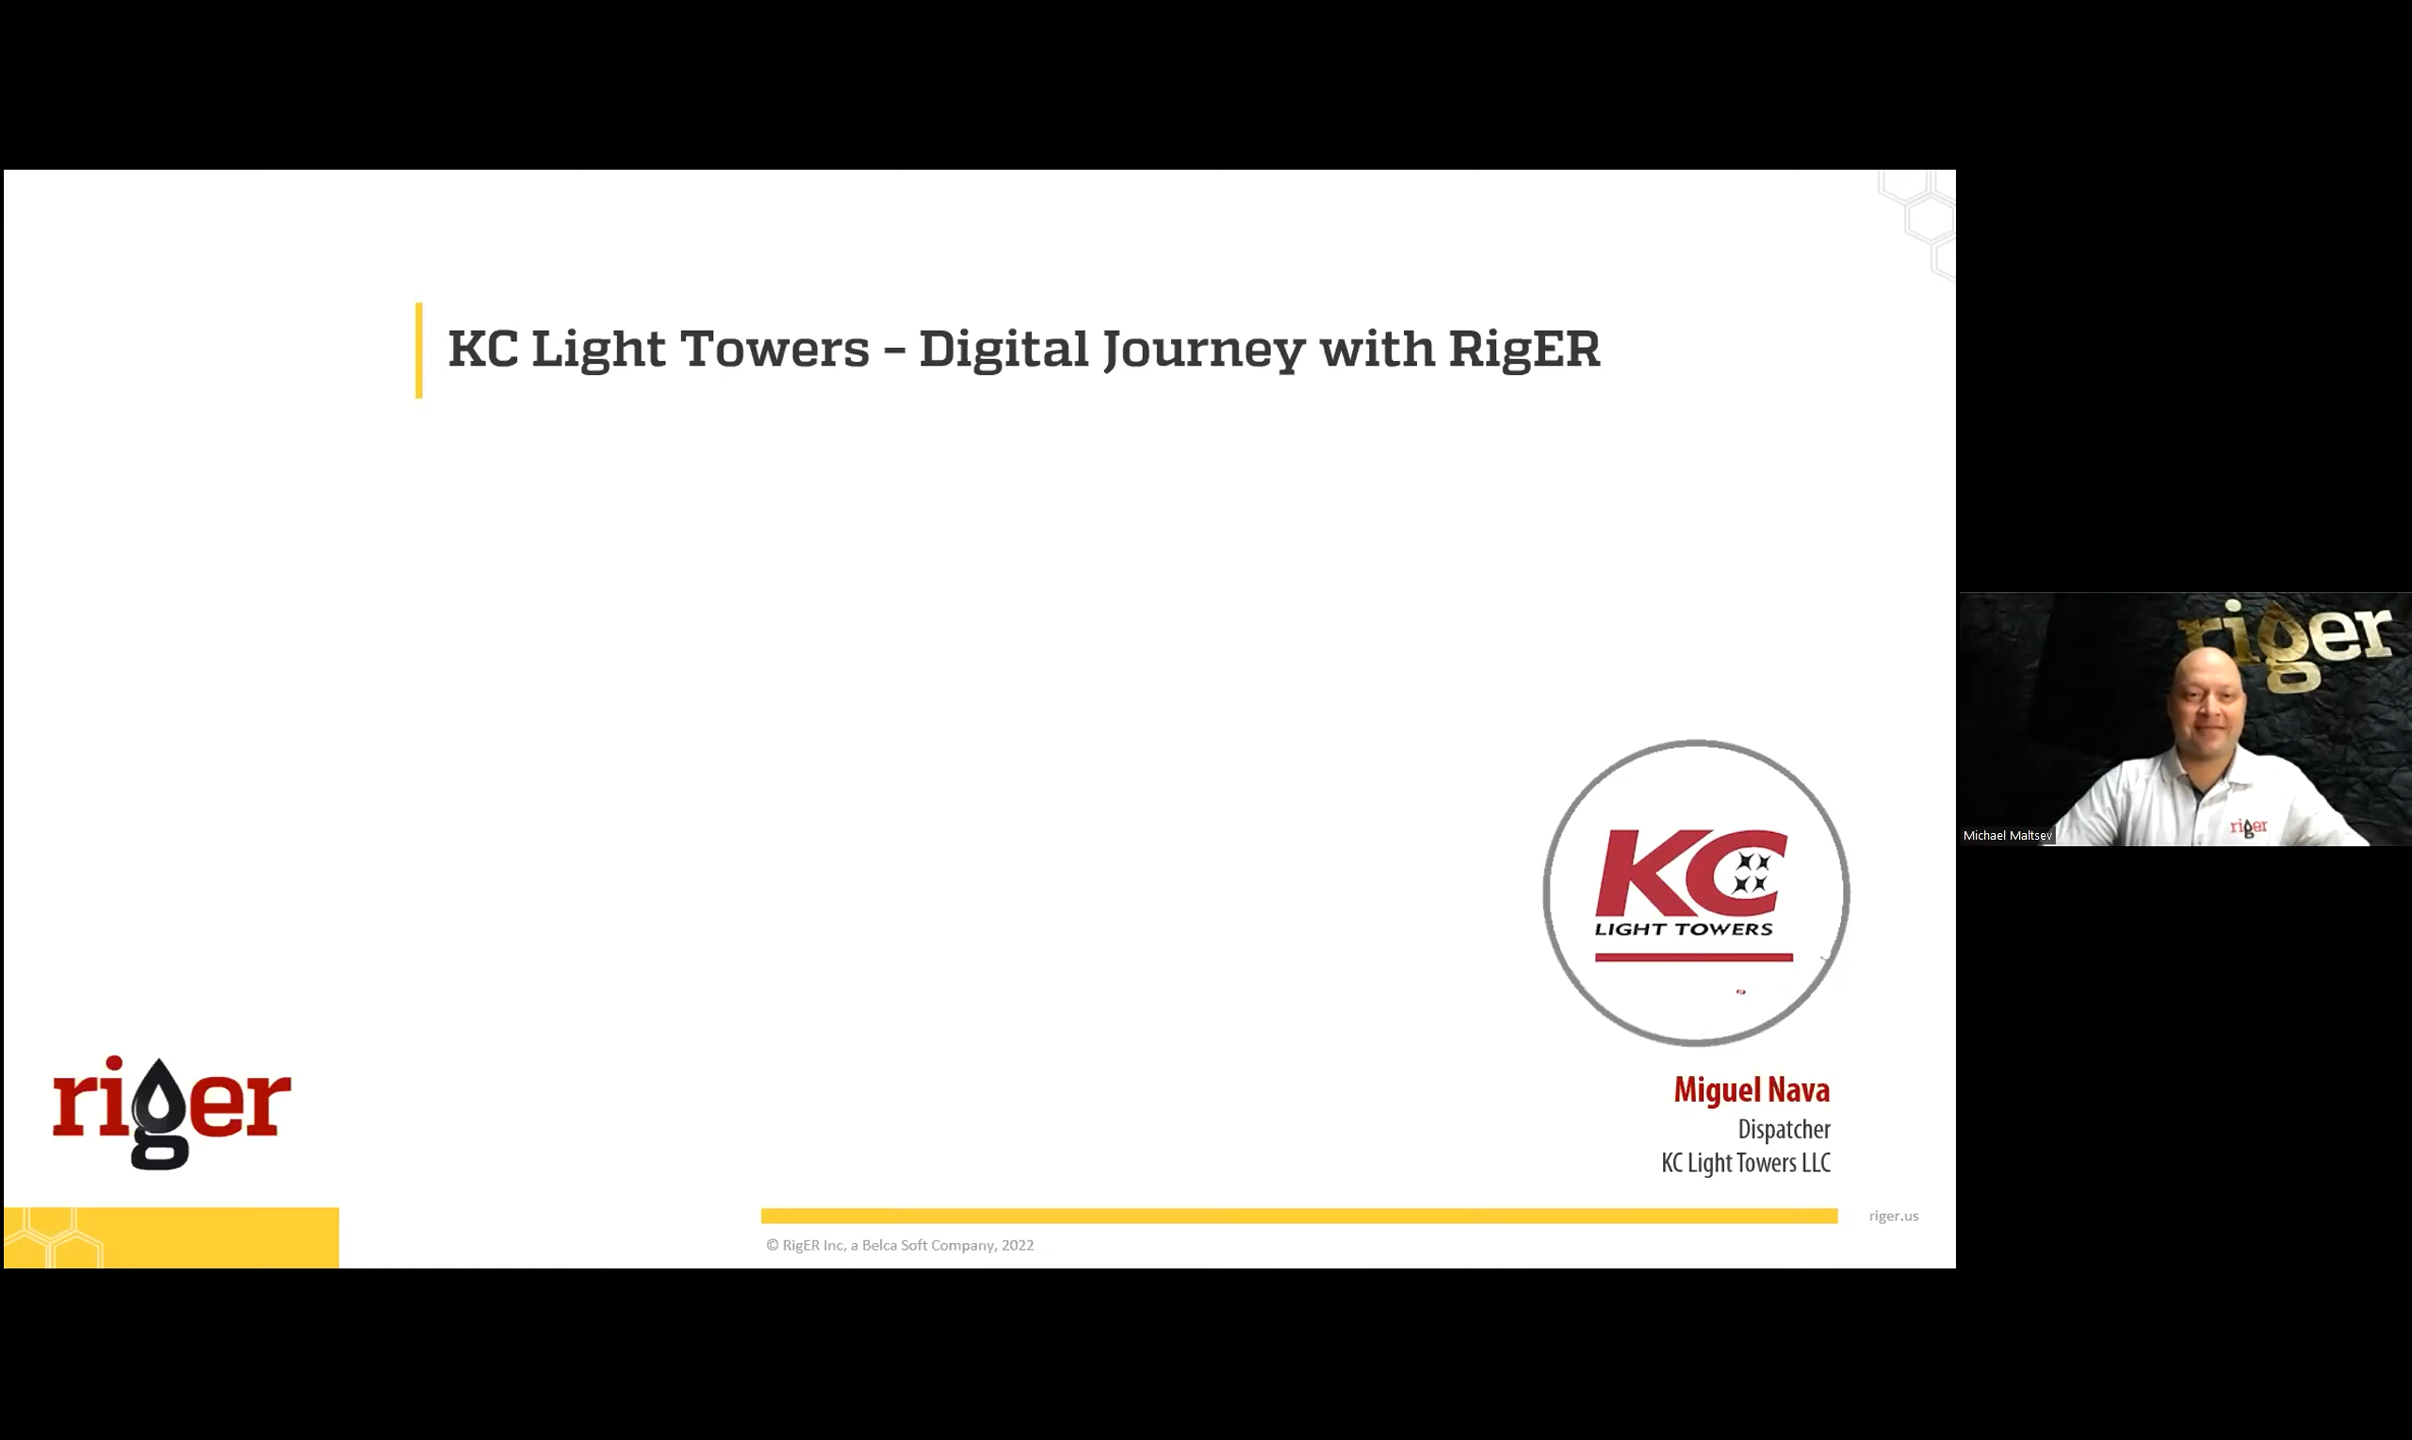 KC Light Towers – Digital Journey with RigER
riger
riger
Michael Maltsev
KC
LIGHT TOWERS
Miguel Nava
Dispatcher
KC Light Towers LLC
riger
riger.us
© RigER Inc, a Belca Soft Company, 2022